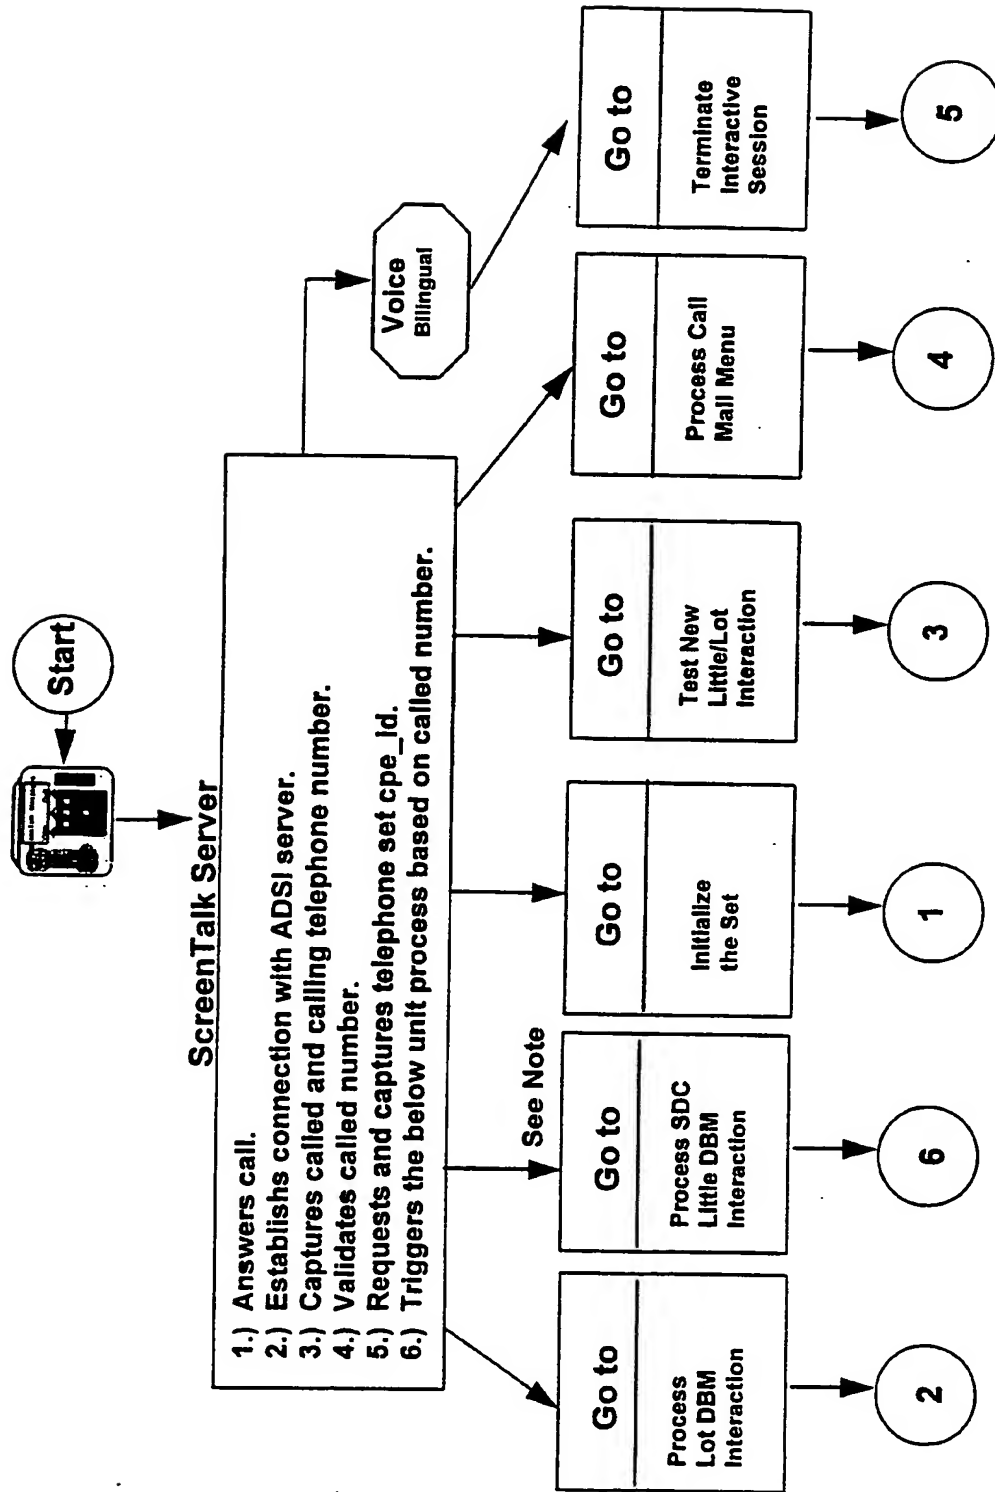 Start
ScreenTalk Server
1.) Answers call.
2.) Establishs connection with ADSI server.
3.) Captures called and calling telephone number.
4.) Validates called number.
5.) Requests and captures telephone set cpe_id.
6.) Triggers the below unit process based on called number.
Voice
Bilingual
See Note
Go to
Process
Lot DBM
Interaction
2
Go to
Process SDC
Little DBM
Interaction
6
Go to
Initialize
the Set
1
Go to
Test New
Little/Lot
Interaction
3
Go to
Process Call
Mall Menu
4
Go to
Terminate
Interactive
Session
5